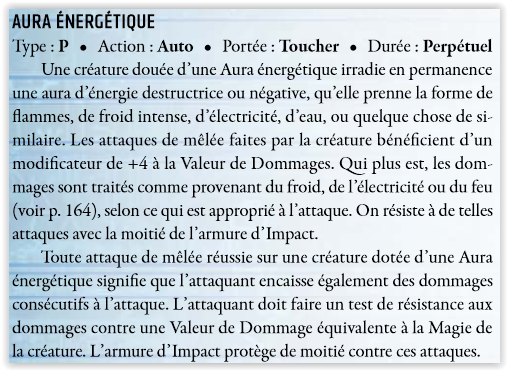 AURA ÉNERGÉTIQUE
Type : P • Action : Auto • Portée : Toucher • Durée : Perpétuel
Une créature douée d’une Aura énergétique irradie en permanence
une aura d’énergie destructrice ou négative, qu’elle prenne la forme de
flammes, de froid intense, d’électricité, d’eau, ou quelque chose de si-
milaire. Les attaques de mêlée faites par la créature bénéficient d’un
modificateur de +4 à la Valeur de Dommages. Qui plus est, les dom-
mages sont traités comme provenant du froid, de l’électricité ou du feu
(voir p. 164), selon ce qui est approprié à l’attaque. On résiste à de telles
attaques avec la moitié de l’armure d’Impact.
Toute attaque de mêlée réussie sur une créature dotée d’une Aura
énergétique signifie que l’attaquant encaisse également des dommages
consécutifs à l’attaque. L’attaquant doit faire un test de résistance aux
dommages contre une Valeur de Dommage équivalente à la Magie de
la créature. L’armure d’Impact protège de moitié contre ces attaques.